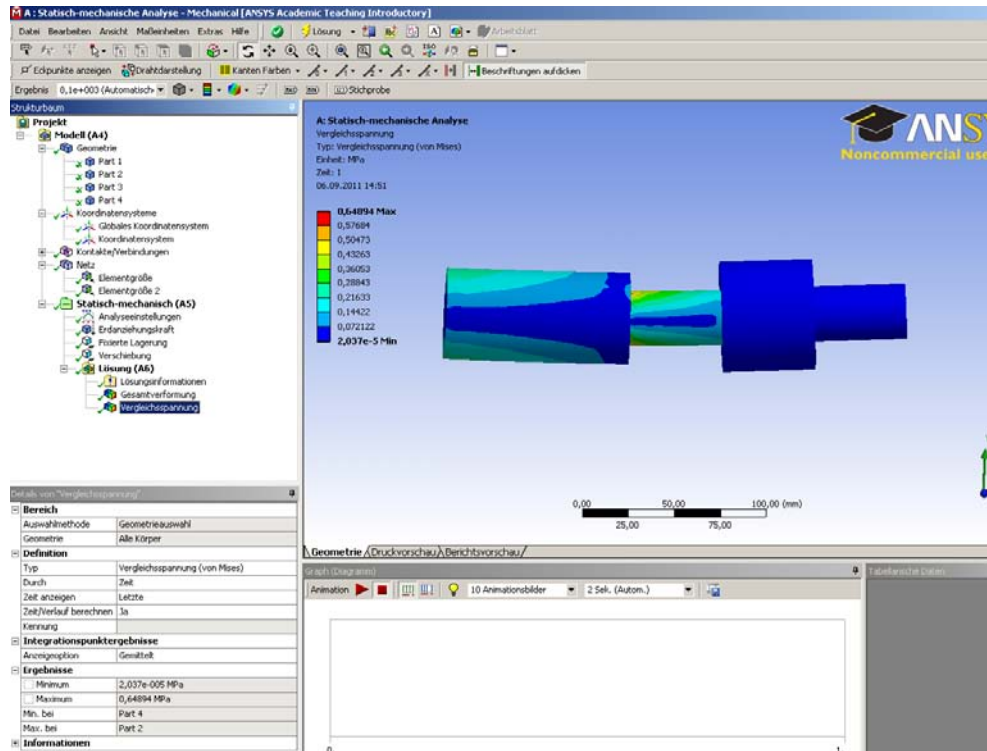 A : Statisch-mechanische Analyse - Mechanical [ANSYS Academic Teaching Introductory]
Datei Bearbeiten Ansicht Maßeinheiten Extras Hilfe Lösung Arbeitsblatt
Eckpunkte anzeigen Drahtdarstellung Kanten Färben Beschriftungen aufdicken
Ergebnis 0,1e+003 (Automatisch Stichprobe
Strukturbaum
Projekt
Modell (A4)
Geometrie
Part 1
Part 2
Part 3
Part 4
Koordinatensysteme
Globales Koordinatensystem
Koordinatensystem
Kontakte/Verbindungen
Netz
Elementgröße
Elementgröße 2
Statisch-mechanisch (A5)
Analyseeinstellungen
Erdanziehungskraft
Fixierte Lagerung
Verschiebung
Lösung (A6)
Lösungsinformationen
Gesamtverformung
Vergleichsspannung
A: Statisch-mechanische Analyse
Vergleichsspannung
Typ: Vergleichsspannung (von Mises)
Einheit: MPa
Zeit: 1
06.09.2011 14:51
0,64894 Max
0,57684
0,50473
0,43263
0,36053
0,28843
0,21633
0,14422
0,072122
2,037e-5 Min
ANS
Noncommercial use
0,00 50,00 100,00 (mm)
25,00 75,00
Geometrie Druckvorschau Berichtsvorschau
Details von "Vergleichsspannung"
Bereich
Auswahlmethode Geometrieauswahl
Geometrie Alle Körper
Definition
Typ Vergleichsspannung (von Mises)
Durch Zeit
Zeit anzeigen Letzte
Zeit/Verlauf berechnen Ja
Kennung
Integrationspunktergebnisse
Anzeigeoption Gemittelt
Ergebnisse
Minimum 2,037e-005 MPa
Maximum 0,64894 MPa
Min. bei Part 4
Max. bei Part 2
Informationen
Graph (Diagramm)
Animation 10 Animationsbilder 2 Sek. (Autom.)
0 1
Tabellarische Daten